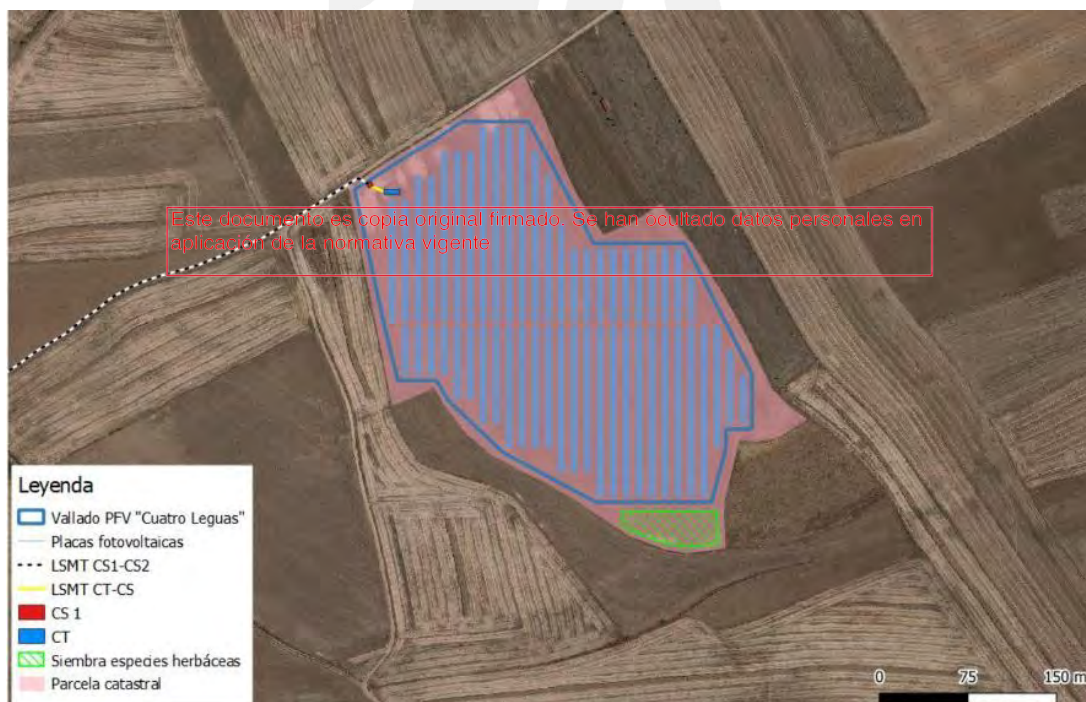 Este documento es copia original firmado. Se han ocultado datos personales en
aplicación de la normativa vigente
Leyenda
Vallado PFV "Cuatro Leguas"
Placas fotovoltaicas
LSMT CS1-CS2
LSMT CT-CS
CS 1
CT
Siembra especies herbáceas
Parcela catastral
0 75 150 m